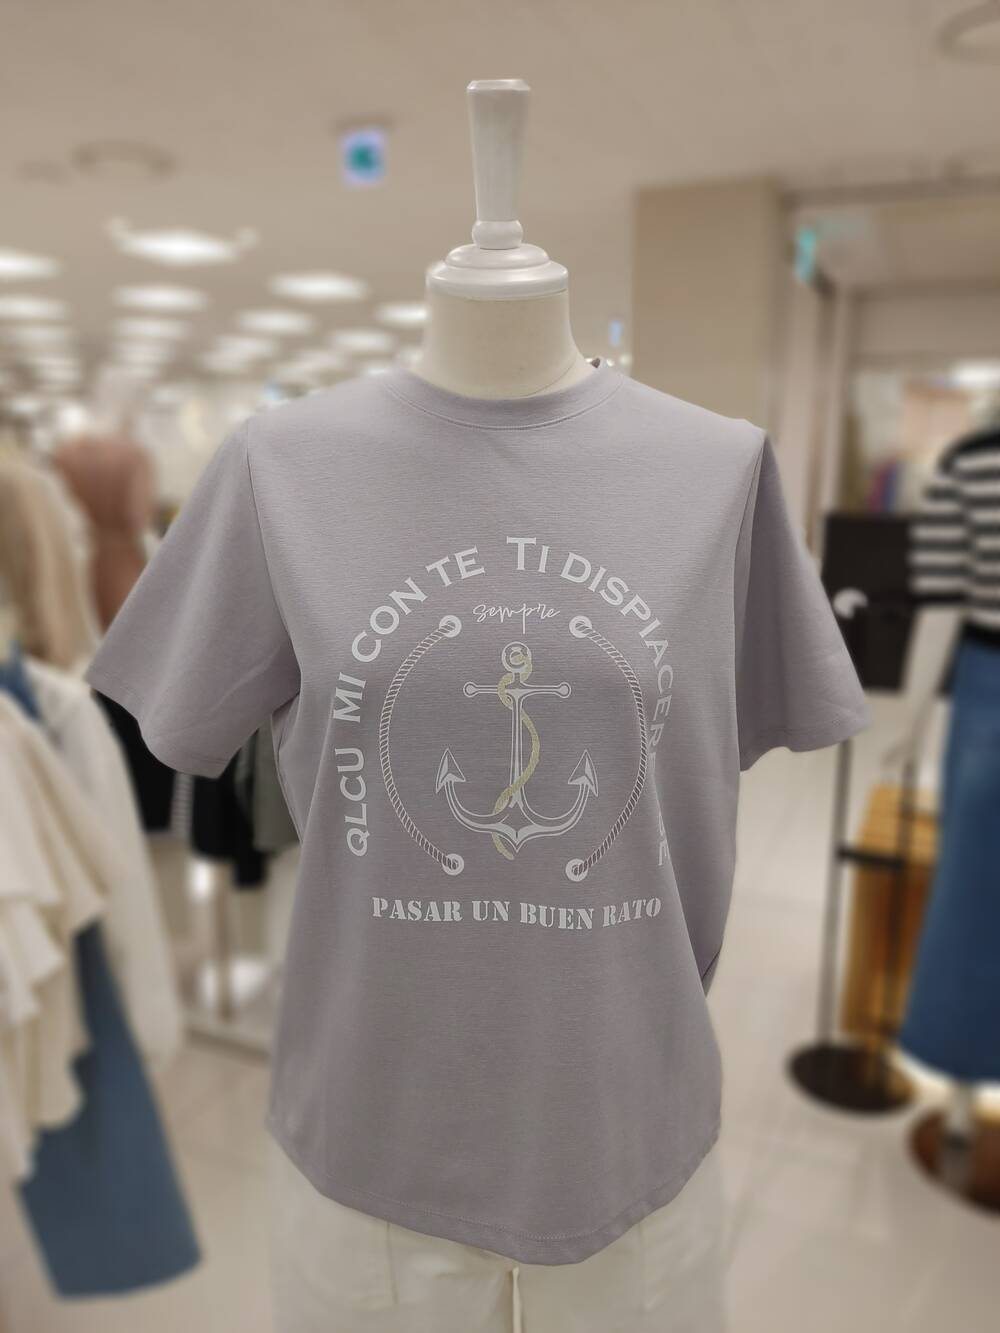 QLCU MI CON TE TI DISPIACERE
sempre
PASAR UN BUEN RATO